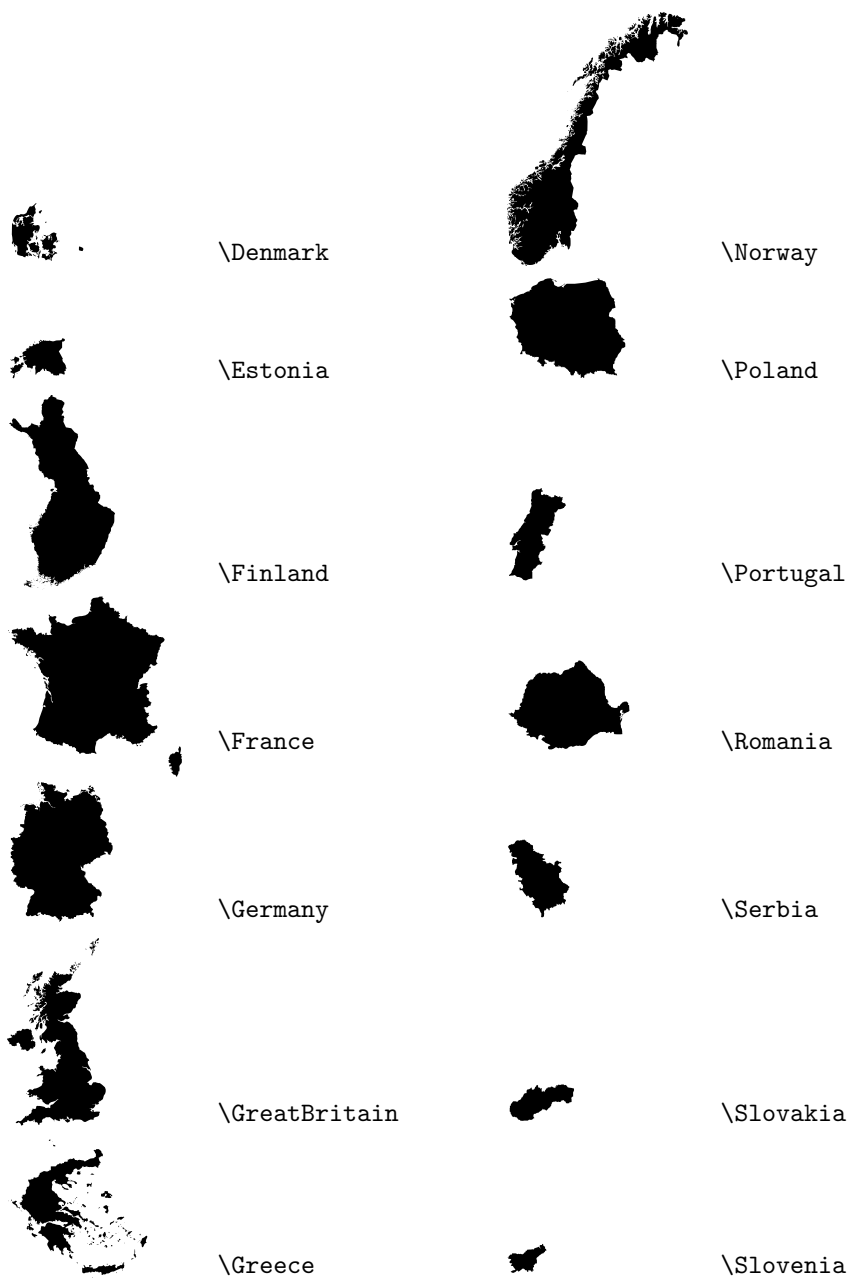 \Denmark
\Norway
\Estonia
\Poland
\Finland
\Portugal
\France
\Romania
\Germany
\Serbia
\GreatBritain
\Slovakia
\Greece
\Slovenia